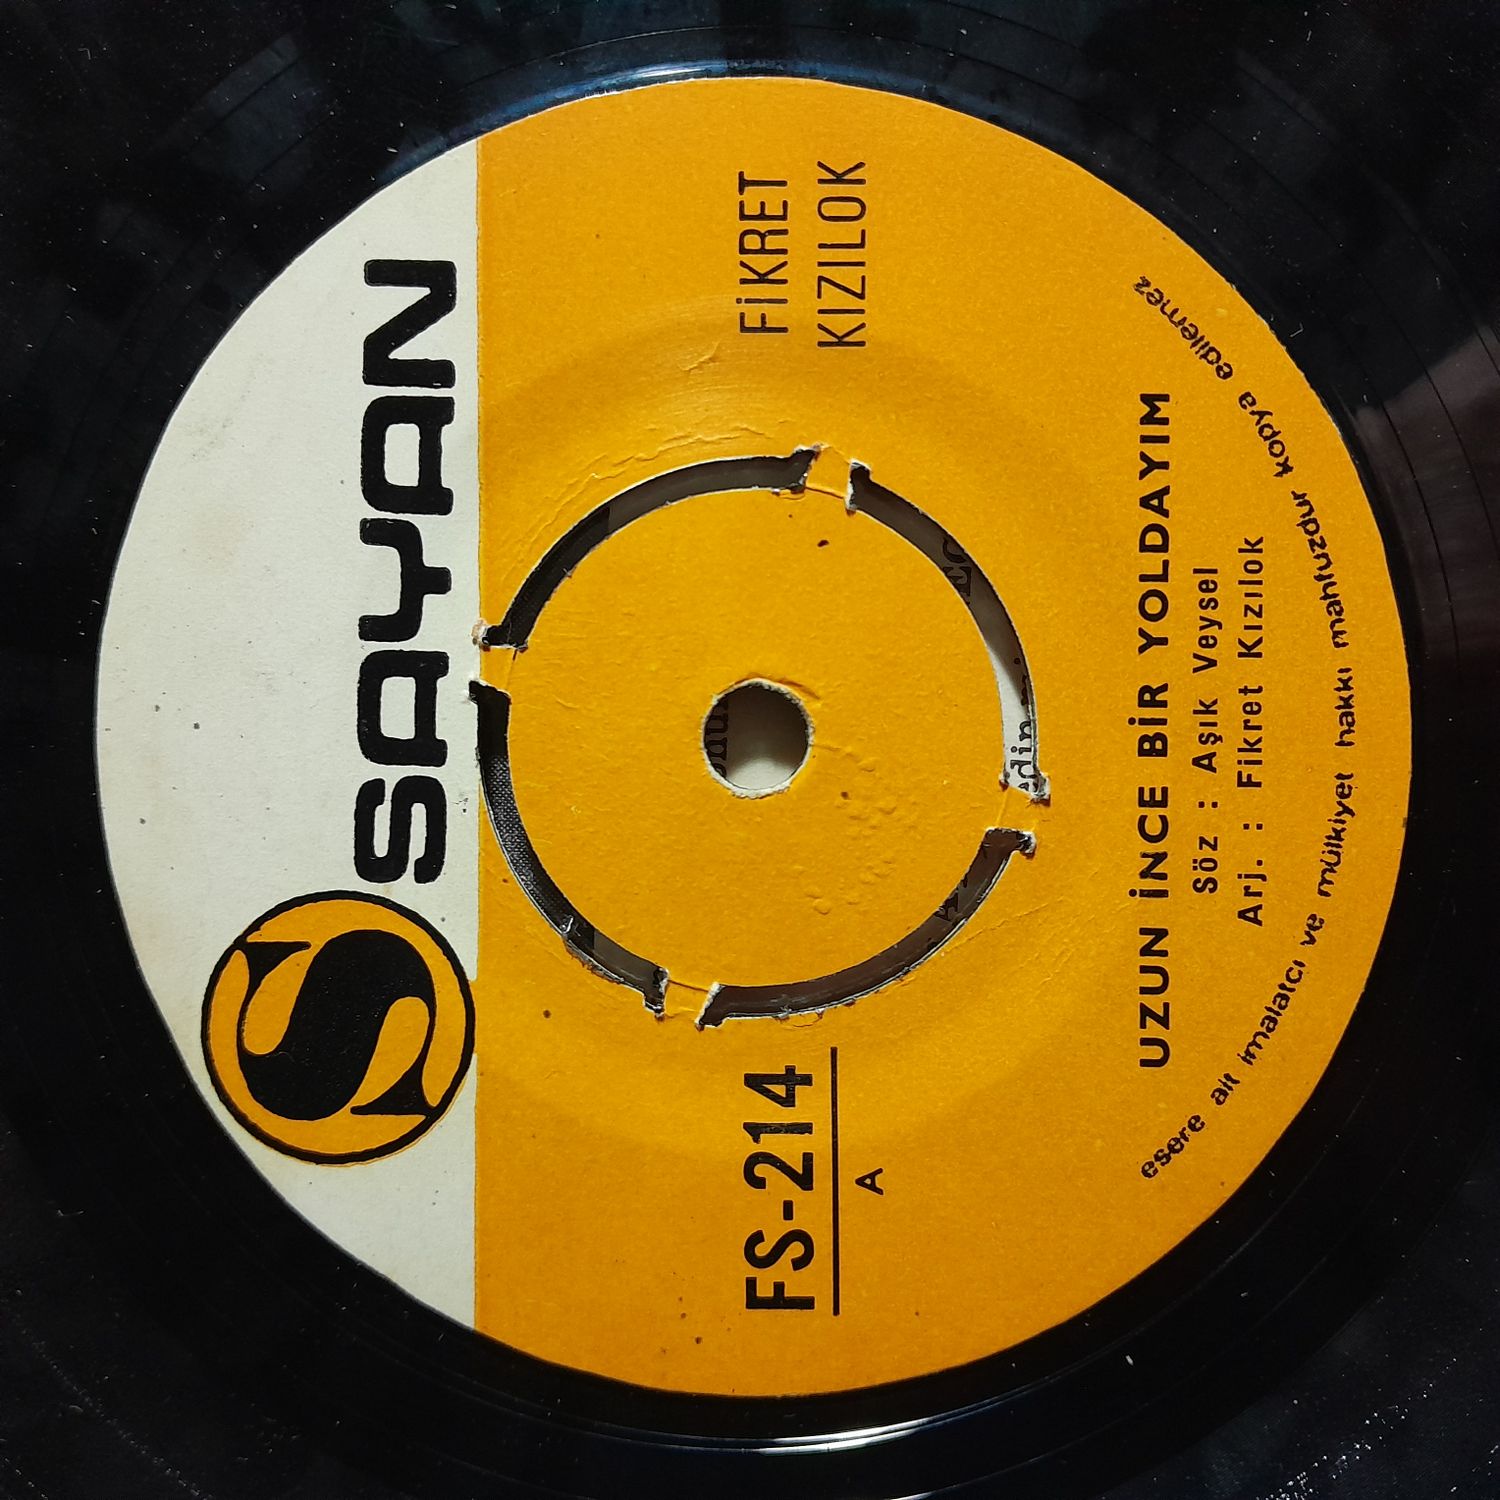 SAYAN
FS-214
A
FİKRET
KIZILOK
UZUN İNCE BİR YOLDAYIM
Söz : Aşık Veysel
Arj. : Fikret Kızılok
esere ait imalatcı ve mülkiyet hakkı mahfuzdur kopya edilemez